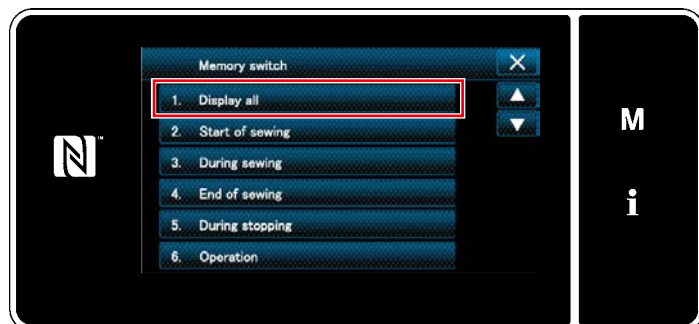 Memory switch
1. Display all
2. Start of sewing
3. During sewing
4. End of sewing
5. During stopping
6. Operation
M
i